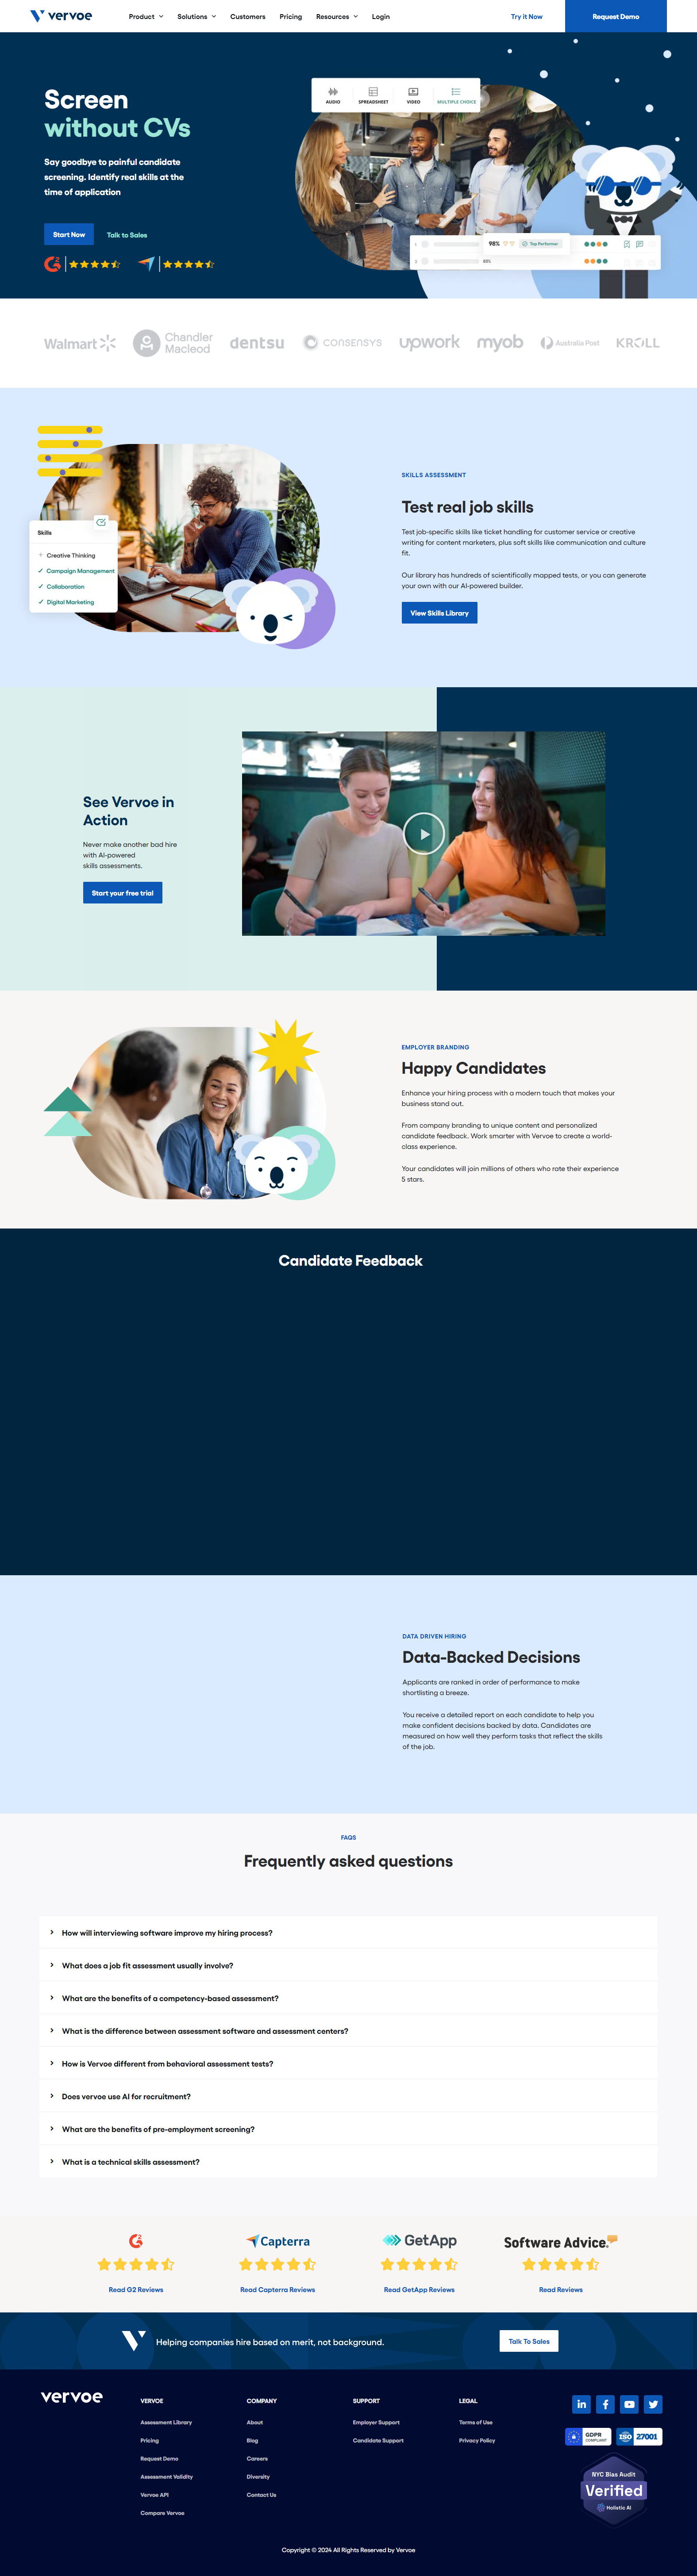 vervoe
Product
Solutions
Customers
Pricing
Resources
Login
Try it Now
Request Demo
Screen
without CVs
Say goodbye to painful candidate
screening. Identify real skills at the
time of application
Start Now
Talk to Sales
AUDIO
SPREADSHEET
VIDEO
MULTIPLE CHOICE
1
98%
Top Performer
2
93%
Walmart
Chandler
Macleod
dentsu
CONSENSYS
upwork
myob
Australia Post
KROLL
Skills
Creative Thinking
Campaign Management
Collaboration
Digital Marketing
SKILLS ASSESSMENT
Test real job skills
Test job-specific skills like ticket handling for customer service or creative
writing for content marketers, plus soft skills like communication and culture
fit.
Our library has hundreds of scientifically mapped tests, or you can generate
your own with our AI-powered builder.
View Skills Library
See Vervoe in
Action
Never make another bad hire
with AI-powered
skills assessments.
Start your free trial
EMPLOYER BRANDING
Happy Candidates
Enhance your hiring process with a modern touch that makes your
business stand out.
From company branding to unique content and personalized
candidate feedback. Work smarter with Vervoe to create a world-
class experience.
Your candidates will join millions of others who rate their experience
5 stars.
Candidate Feedback
DATA DRIVEN HIRING
Data-Backed Decisions
Applicants are ranked in order of performance to make
shortlisting a breeze.
You receive a detailed report on each candidate to help you
make confident decisions backed by data. Candidates are
measured on how well they perform tasks that reflect the skills
of the job.
FAQS
Frequently asked questions
How will interviewing software improve my hiring process?
What does a job fit assessment usually involve?
What are the benefits of a competency-based assessment?
What is the difference between assessment software and assessment centers?
How is Vervoe different from behavioral assessment tests?
Does vervoe use AI for recruitment?
What are the benefits of pre-employment screening?
What is a technical skills assessment?
Capterra
GetApp
Software Advice.
Read G2 Reviews
Read Capterra Reviews
Read GetApp Reviews
Read Reviews
Helping companies hire based on merit, not background.
Talk To Sales
vervoe
VERVOE
Assessment Library
Pricing
Request Demo
Assessment Validity
Vervoe API
Compare Vervoe
COMPANY
About
Blog
Careers
Diversity
Contact Us
SUPPORT
Employer Support
Candidate Support
LEGAL
Terms of Use
Privacy Policy
GDPR
COMPLIANT
ISO
27001
NYC Bias Audit
Verified
Holistic AI
Copyright © 2024 All Rights Reserved by Vervoe